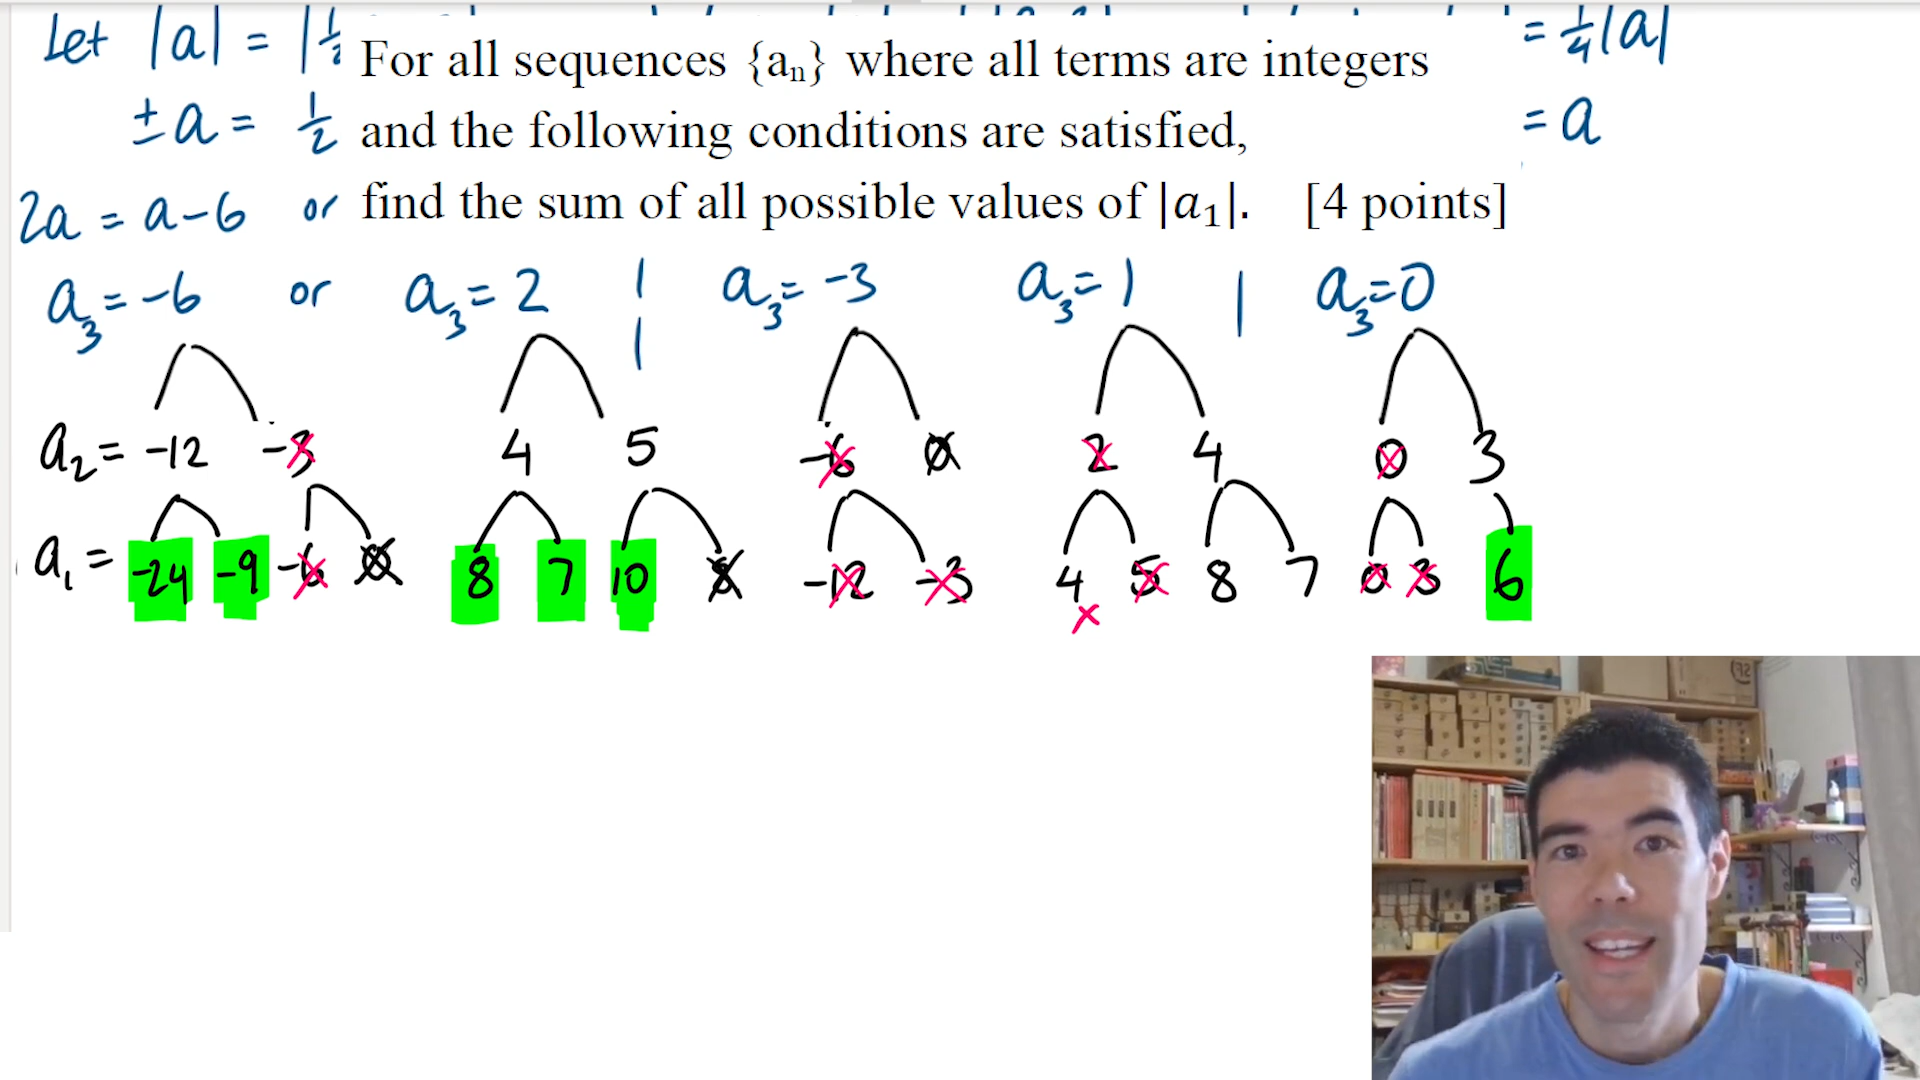 Let |a| = |½ = ¼|a|
For all sequences {aₙ} where all terms are integers
±a = ½ = a
and the following conditions are satisfied,
2a = a-6 or
find the sum of all possible values of |a₁|. [4 points]
a₃=-6 or a₃=2 | a₃=-3 a₃=1 | a₃=0
a₂= -12 -3 4 5 -6 0 2 4 0 3
a₁= -24 -9 -6 0 8 7 10 8 -12 -3 4 5 8 7 0 3 6